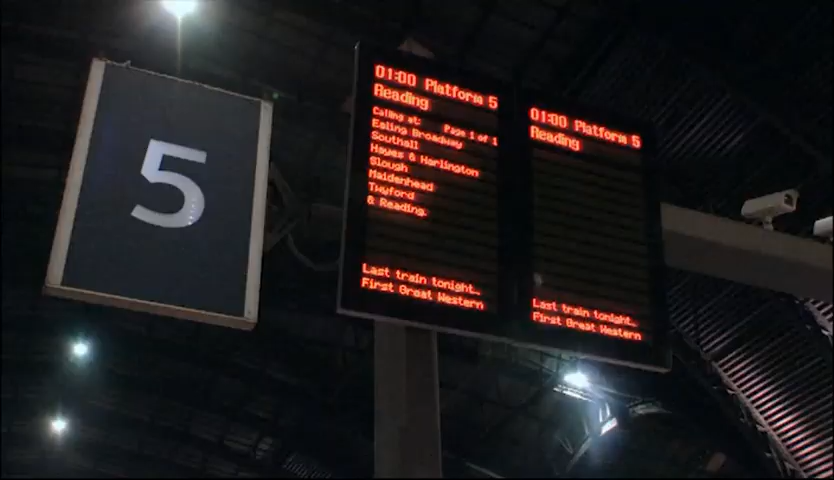 5
01:00 Platform 5
Reading
Calling at: Page 1 of 1
Ealing Broadway
Southall
Hayes & Harlington
Slough
Maidenhead
Twyford
& Reading.
Last train tonight...
First Great Western
01:00 Platform 5
Reading
Last train tonight...
First Great Western